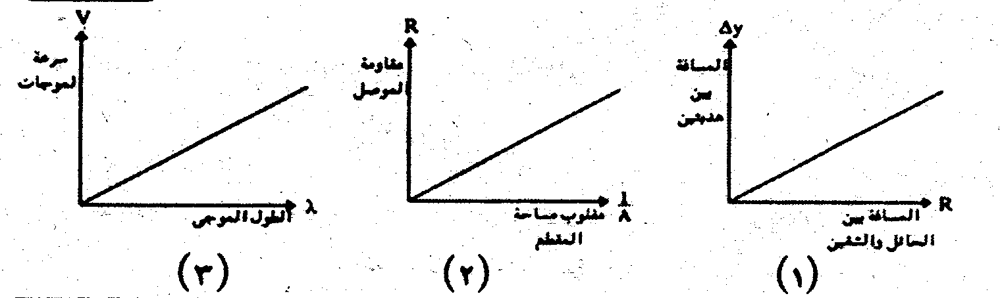 Δy
المسافة
بين
هدبتين
R
المسافة بين
الحائل والشقين
(١)
R
مقاومة
الموصل
1
A
مقلوب مساحة
المقطع
(٢)
V
سرعة
الموجات
λ
الطول الموجى
(٣)